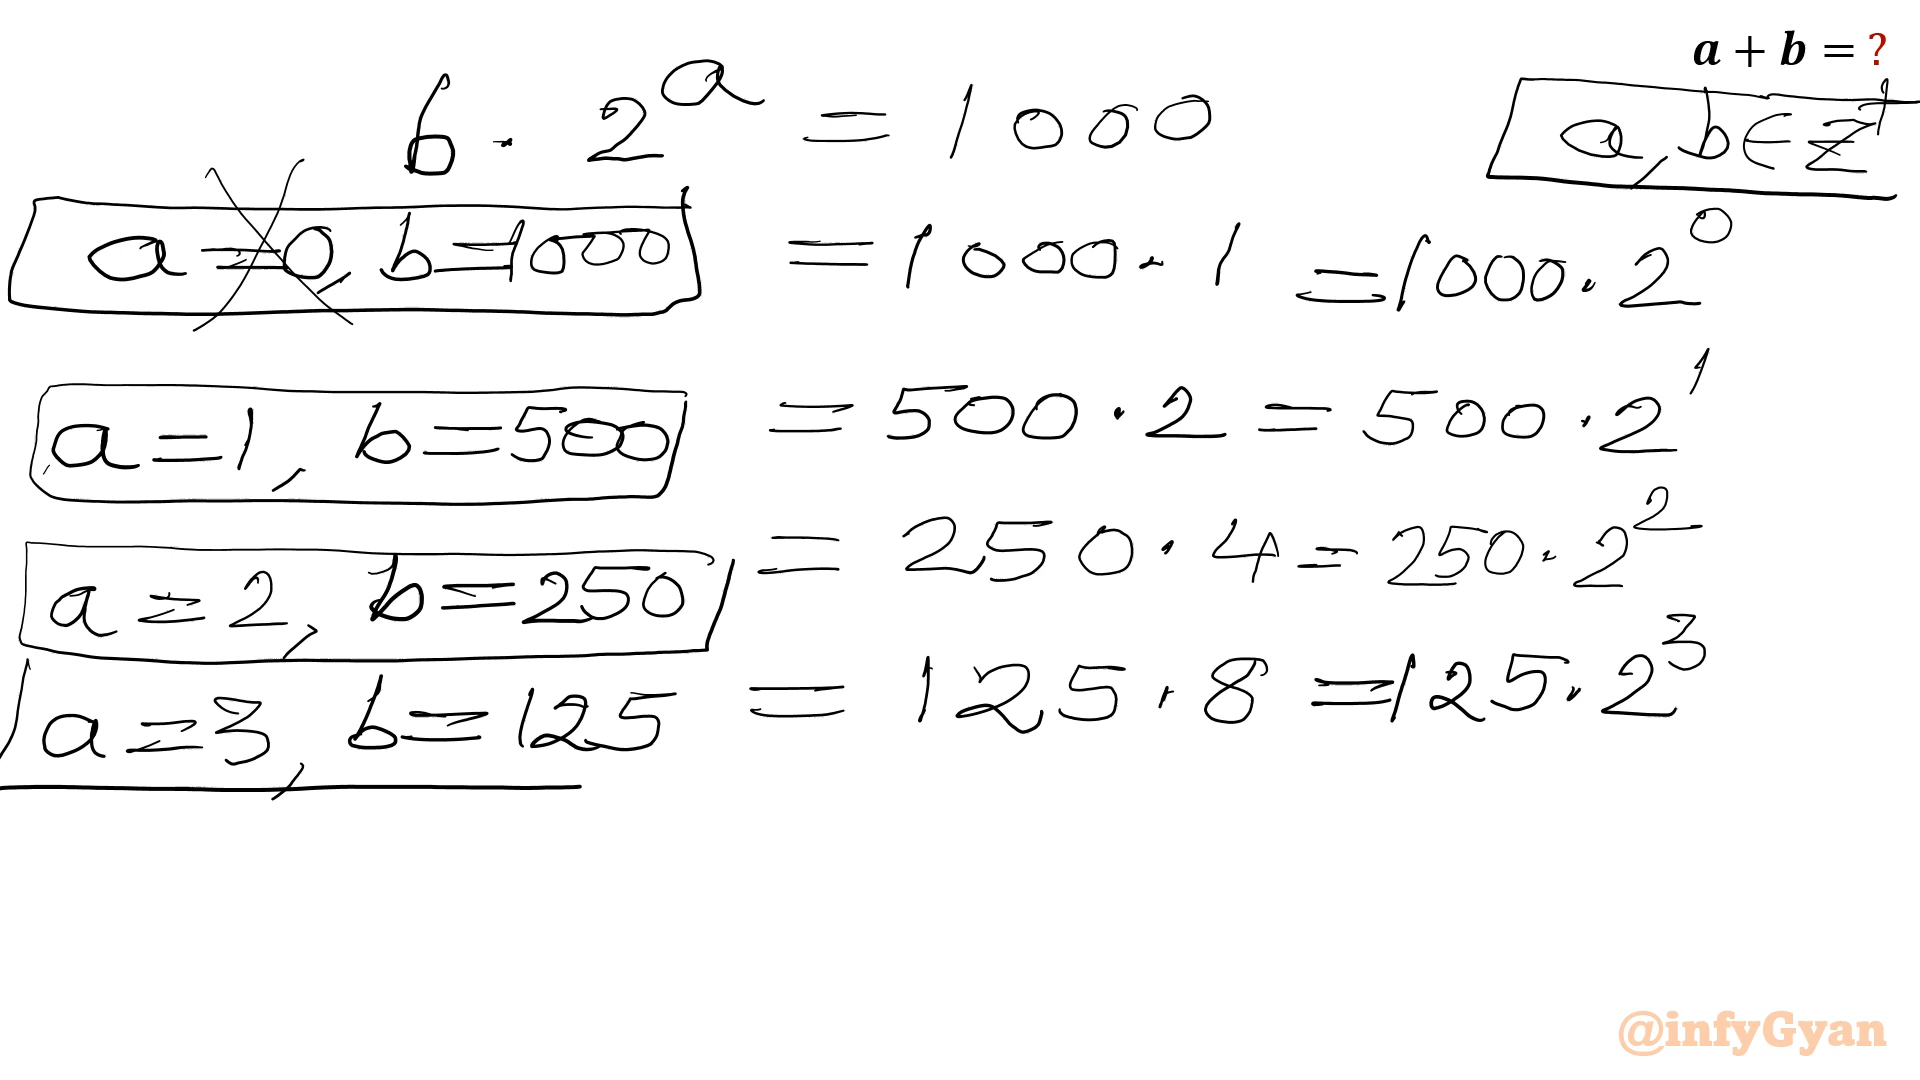 a + b = ?
b · 2^a = 1000
a, b ∈ Z^+
a = 0, b = 1000 = 1000 · 1 = 1000 · 2^0
a = 1, b = 500 = 500 · 2 = 500 · 2^1
a = 2, b = 250 = 250 · 4 = 250 · 2^2
a = 3, b = 125 = 125 · 8 = 125 · 2^3
@infyGyan